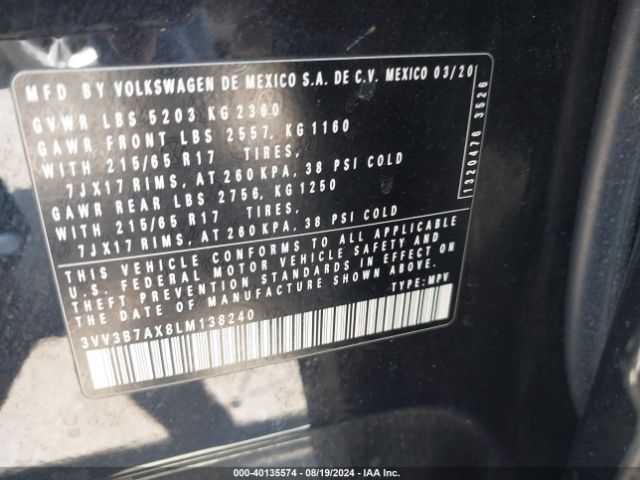 MFD BY VOLKSWAGEN DE MEXICO S.A. DE C.V. MEXICO 03/20
GVWR LBS 5203 KG 2360
GAWR FRONT LBS 2557, KG 1160
WITH 215/65 R17 TIRES,
7JX17 RIMS, AT 260 KPA, 38 PSI COLD
GAWR REAR LBS 2756, KG 1250
WITH 215/65 R17 TIRES,
7JX17 RIMS, AT 260 KPA, 38 PSI COLD
THIS VEHICLE CONFORMS TO ALL APPLICABLE
U.S. FEDERAL MOTOR VEHICLE SAFETY AND
THEFT PREVENTION STANDARDS IN EFFECT ON
THE DATE OF MANUFACTURE SHOWN ABOVE.
TYPE: MPV
3VV3B7AX8LM138240
1320476 3526
000-40135574 / 08/19/2024 / IAA Inc.